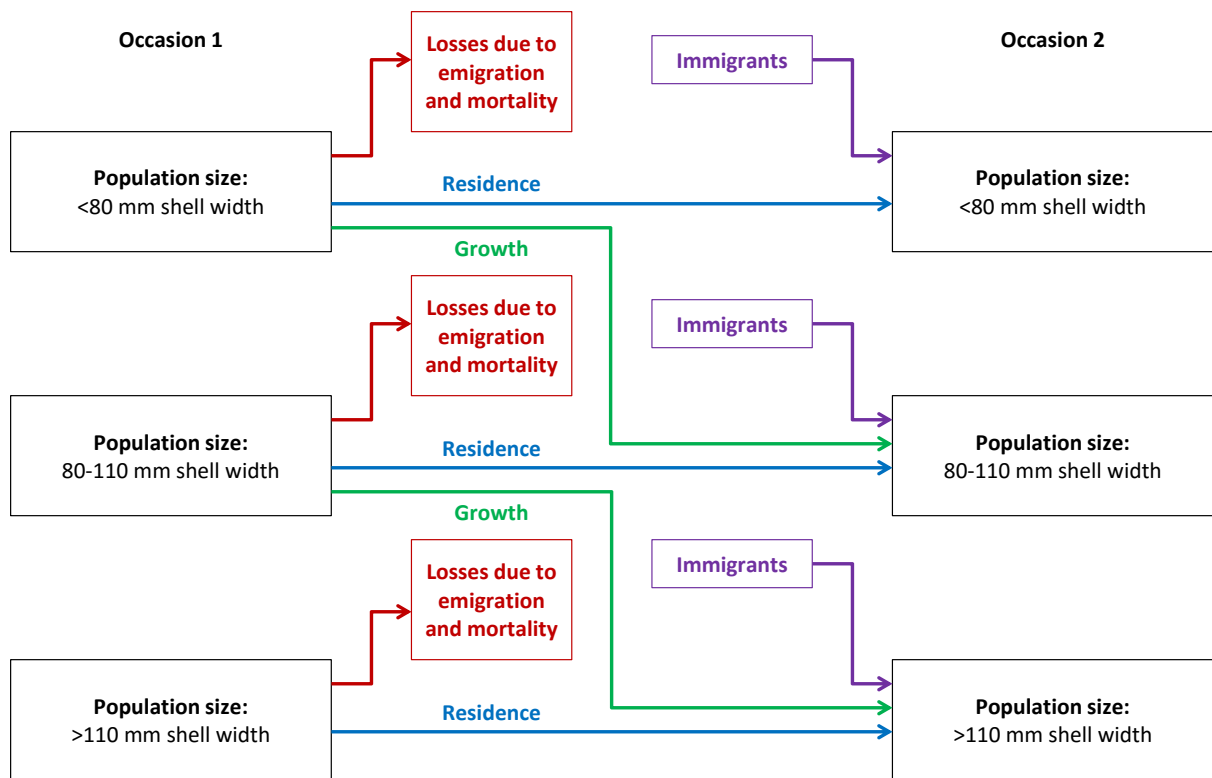 Occasion 1
Losses due to
emigration
and mortality
Immigrants
Occasion 2
Population size:
<80 mm shell width
Residence
Population size:
<80 mm shell width
Growth
Losses due to
emigration
and mortality
Immigrants
Population size:
80-110 mm shell width
Residence
Population size:
80-110 mm shell width
Growth
Losses due to
emigration
and mortality
Immigrants
Population size:
>110 mm shell width
Residence
Population size:
>110 mm shell width